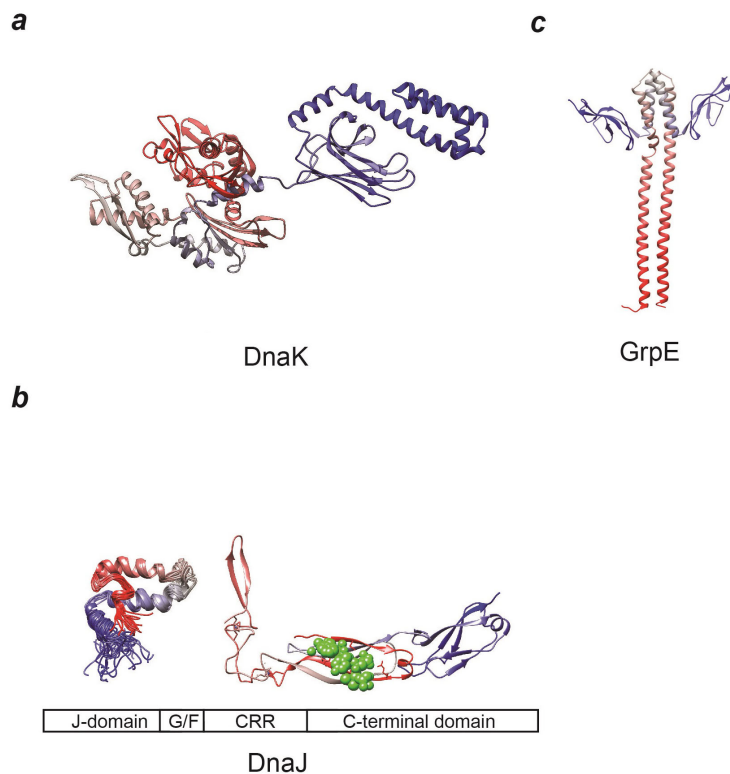 a
c
DnaK
GrpE
b
J-domain G/F CRR C-terminal domain
DnaJ